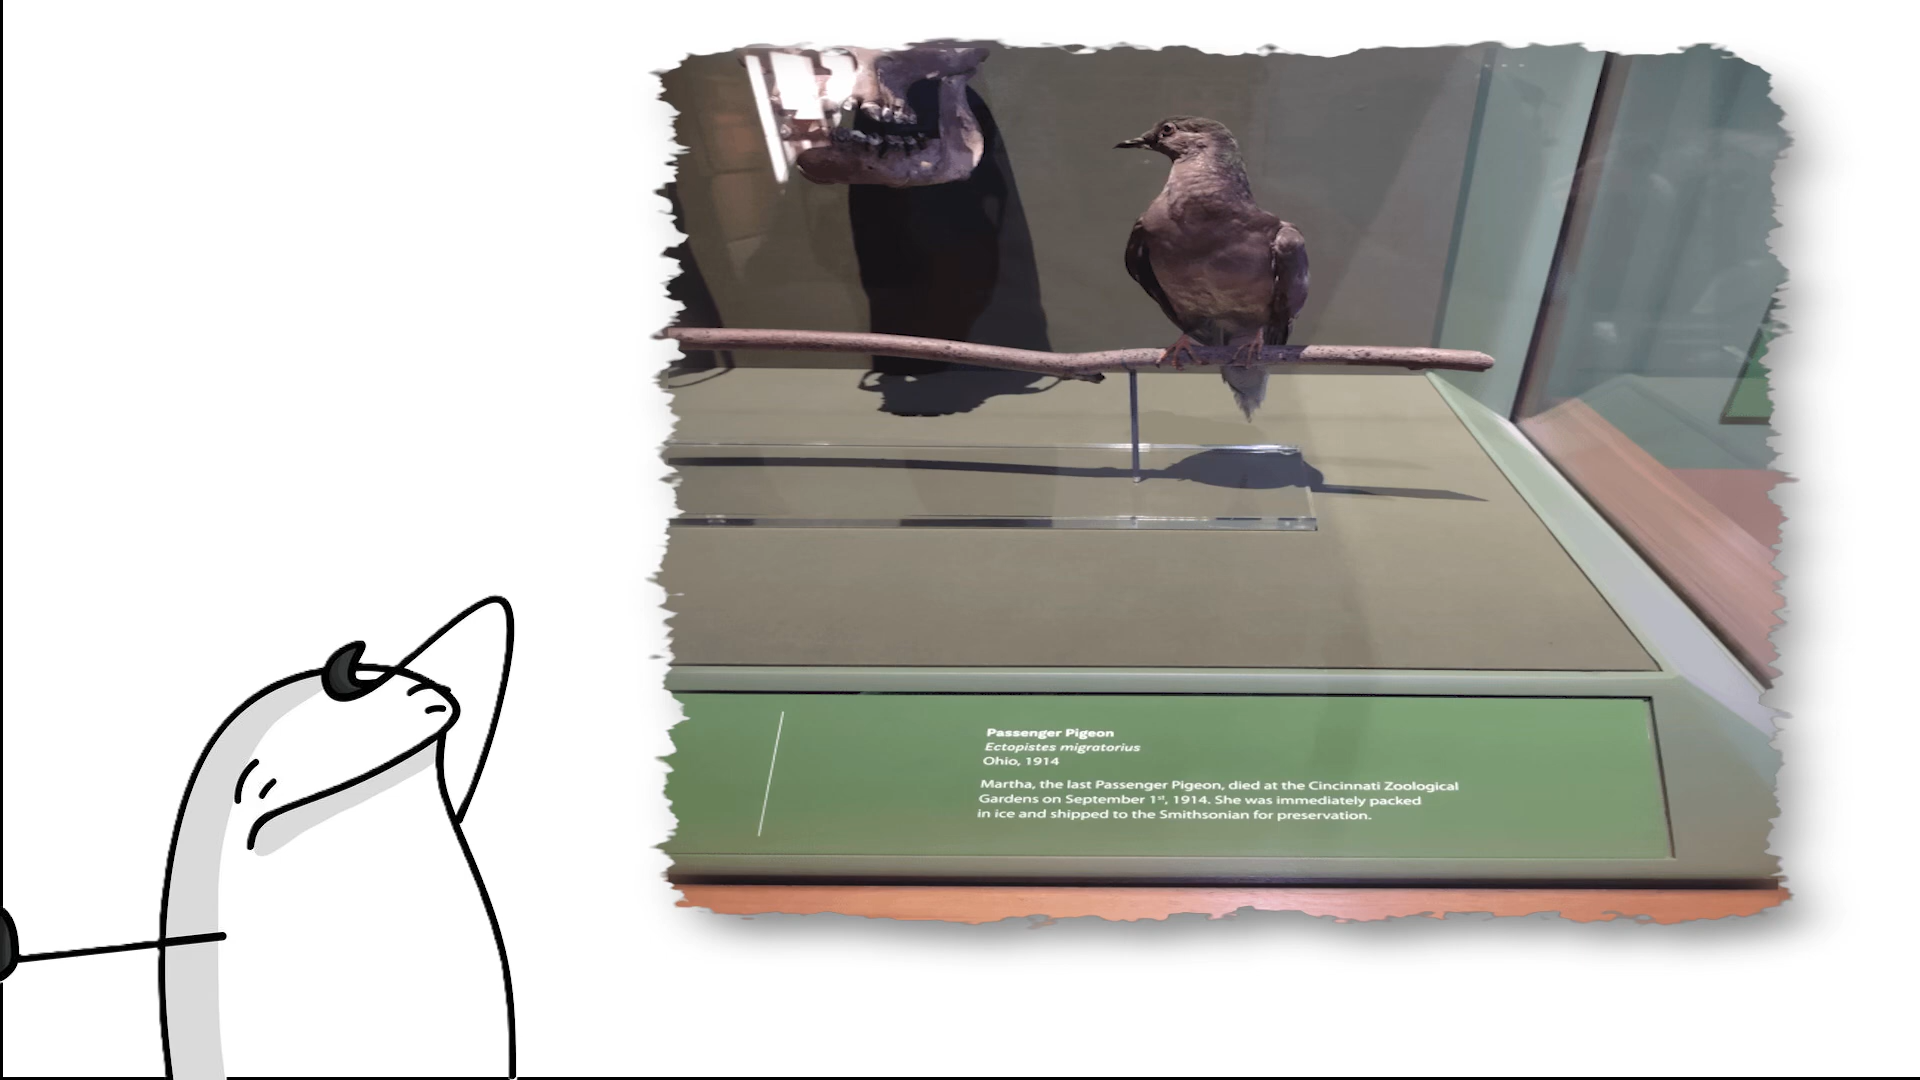 Passenger Pigeon
Ectopistes migratorius
Ohio, 1914
Martha, the last Passenger Pigeon, died at the Cincinnati Zoological
Gardens on September 1st, 1914. She was immediately packed
in ice and shipped to the Smithsonian for preservation.